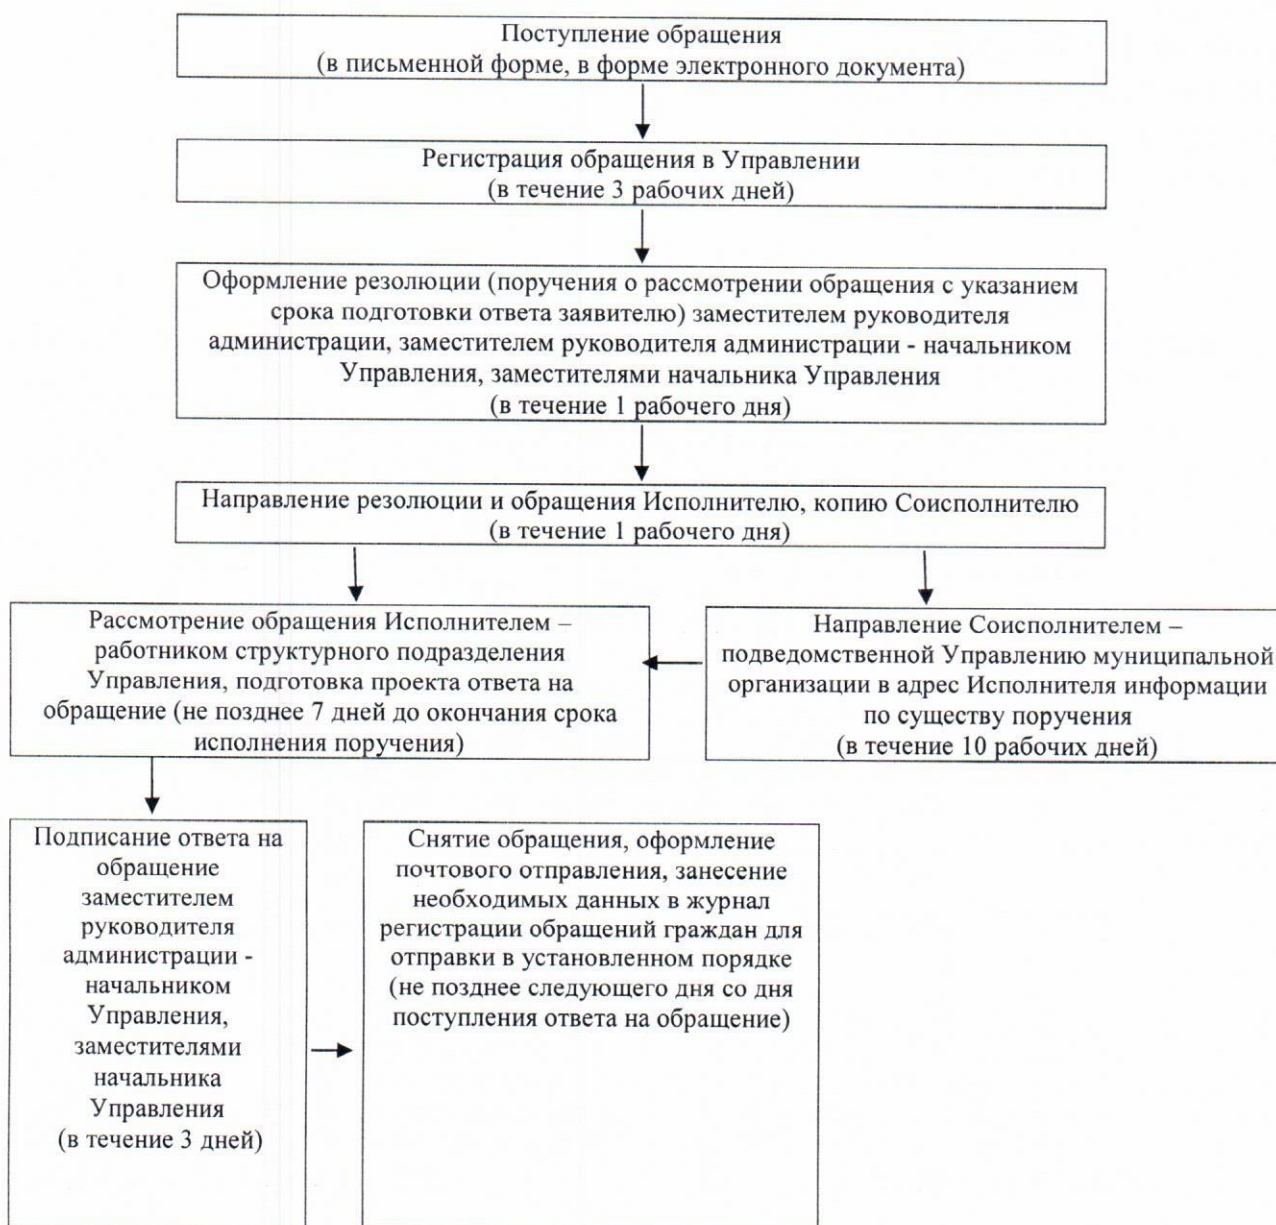 Поступление обращения
(в письменной форме, в форме электронного документа)
Регистрация обращения в Управлении
(в течение 3 рабочих дней)
Оформление резолюции (поручения о рассмотрении обращения с указанием
срока подготовки ответа заявителю) заместителем руководителя
администрации, заместителем руководителя администрации - начальником
Управления, заместителями начальника Управления
(в течение 1 рабочего дня)
Направление резолюции и обращения Исполнителю, копию Соисполнителю
(в течение 1 рабочего дня)
Рассмотрение обращения Исполнителем –
работником структурного подразделения
Управления, подготовка проекта ответа на
обращение (не позднее 7 дней до окончания срока
исполнения поручения)
Направление Соисполнителем –
подведомственной Управлению муниципальной
организации в адрес Исполнителя информации
по существу поручения
(в течение 10 рабочих дней)
Подписание ответа на
обращение
заместителем
руководителя
администрации -
начальником
Управления,
заместителями
начальника
Управления
(в течение 3 дней)
Снятие обращения, оформление
почтового отправления, занесение
необходимых данных в журнал
регистрации обращений граждан для
отправки в установленном порядке
(не позднее следующего дня со дня
поступления ответа на обращение)